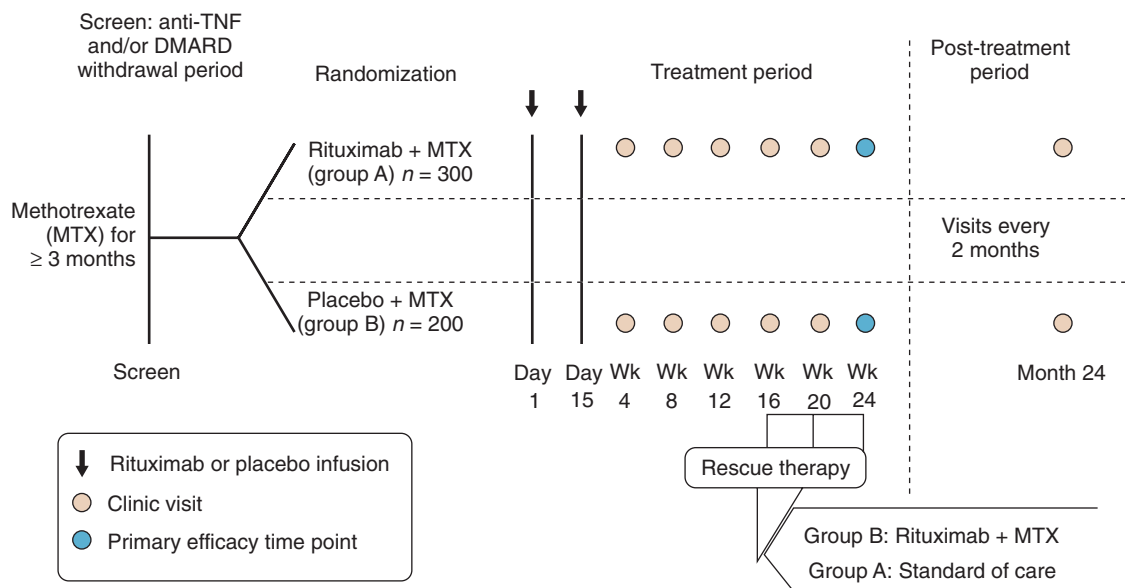 Screen: anti-TNF
and/or DMARD
withdrawal period
Randomization
Treatment period
Post-treatment
period
Methotrexate
(MTX) for
≥ 3 months
Rituximab + MTX
(group A) n = 300
Visits every
2 months
Placebo + MTX
(group B) n = 200
Screen
Day
1
Day
15
Wk
4
Wk
8
Wk
12
Wk
16
Wk
20
Wk
24
Month 24
Rescue therapy
Group B: Rituximab + MTX
Group A: Standard of care
Rituximab or placebo infusion
Clinic visit
Primary efficacy time point